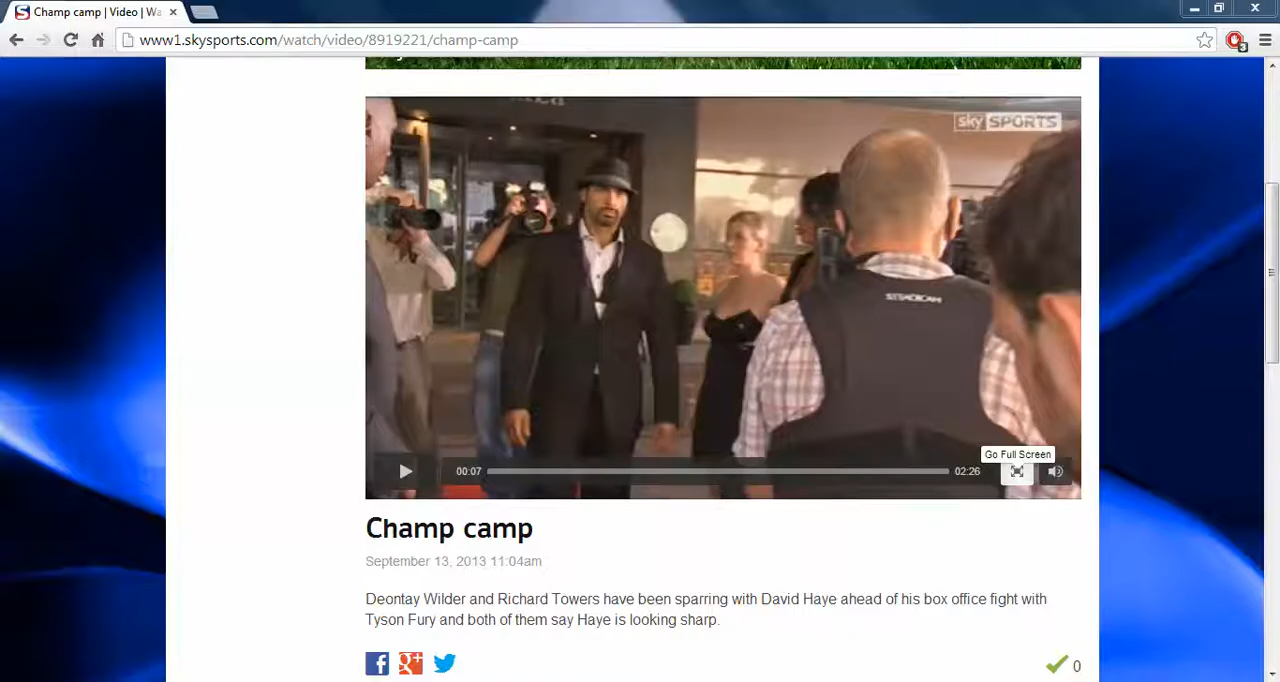 Champ camp | Video | Wa
www1.skysports.com/watch/video/8919221/champ-camp
3
sky SPORTS
STEADICAM
Go Full Screen
00:07
02:26
Champ camp
September 13, 2013 11:04am
Deontay Wilder and Richard Towers have been sparring with David Haye ahead of his box office fight with
Tyson Fury and both of them say Haye is looking sharp.
0